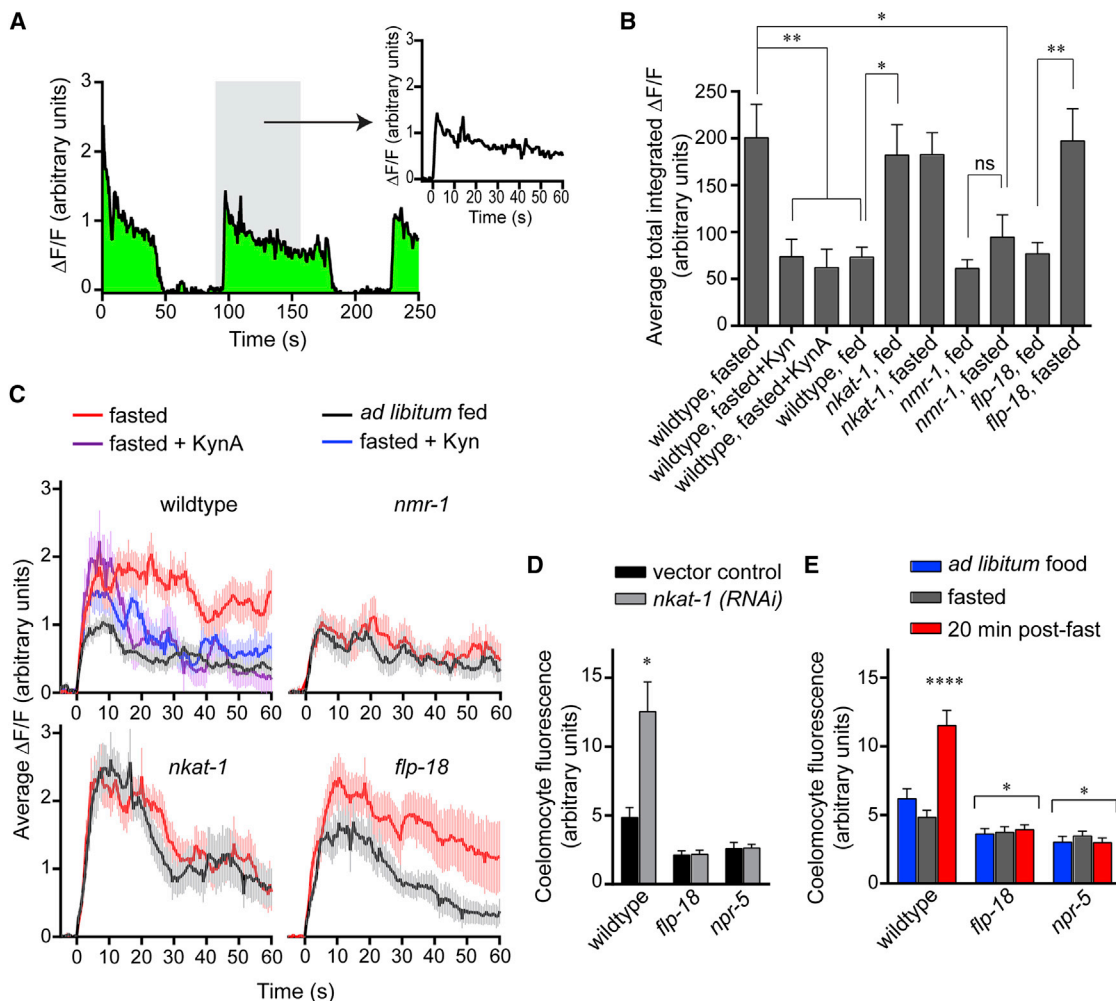 A
ΔF/F (arbitrary units)
3
2
1
0
0 50 100 150 200 250
Time (s)
ΔF/F (arbitrary units)
2
1
0
0 10 20 30 40 50 60
Time (s)
B
Average total integrated ΔF/F
(arbitrary units)
250
200
150
100
50
0
*
**
*
ns
**
wildtype, fasted
wildtype, fasted+Kyn
wildtype, fasted+KynA
wildtype, fed
nkat-1, fed
nkat-1, fasted
nmr-1, fed
nmr-1, fasted
flp-18, fed
flp-18, fasted
C
fasted
ad libitum fed
fasted + KynA
fasted + Kyn
Average ΔF/F (arbitrary units)
wildtype
3
2
1
0
0 10 20 30 40 50 60
nmr-1
0 10 20 30 40 50 60
nkat-1
3
2
1
0
0 10 20 30 40 50 60
flp-18
0 10 20 30 40 50 60
Time (s)
D
vector control
nkat-1 (RNAi)
Coelomocyte fluorescence
(arbitrary units)
15
10
5
0
*
wildtype
flp-18
npr-5
E
ad libitum food
fasted
20 min post-fast
Coelomocyte fluorescence
(arbitrary units)
15
10
5
0
****
*
*
wildtype
flp-18
npr-5